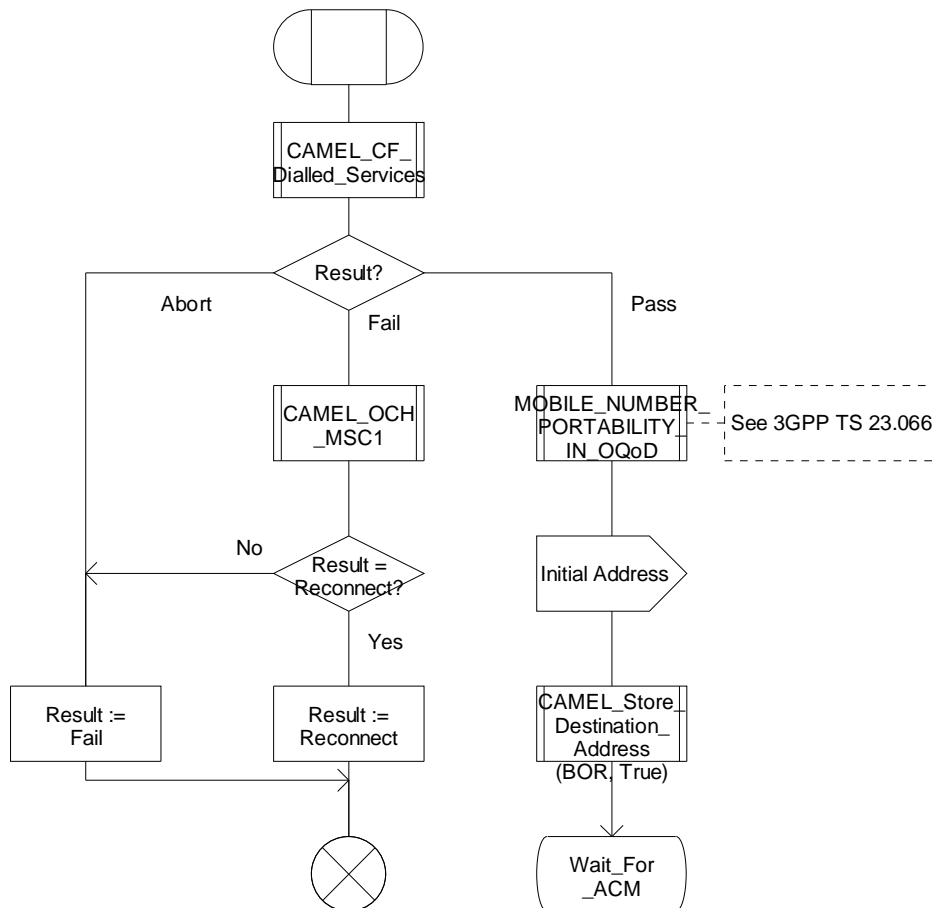 CAMEL_CF_
Dialled_Services
Result?
Abort
Fail
Pass
CAMEL_OCH
_MSC1
MOBILE_NUMBER_
PORTABILITY_
IN_OQoD
See 3GPP TS 23.066
No
Result =
Reconnect?
Initial Address
Yes
Result :=
Fail
Result :=
Reconnect
CAMEL_Store_
Destination_
Address
(BOR, True)
Wait_For
_ACM